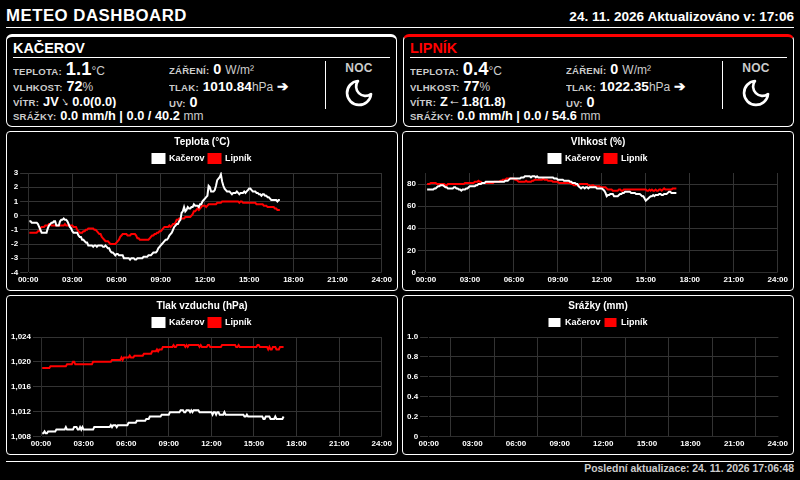 METEO DASHBOARD
24. 11. 2026 Aktualizováno v: 17:06
KAČEROV
TEPLOTA: 1.1°C
ZÁŘENÍ: 0 W/m²
NOC
VLHKOST: 72%
TLAK: 1010.84hPa ➔
VÍTR: JV ↘ 0.0(0.0)
UV: 0
SRÁŽKY: 0.0 mm/h | 0.0 / 40.2 mm
LIPNÍK
TEPLOTA: 0.4°C
ZÁŘENÍ: 0 W/m²
NOC
VLHKOST: 77%
TLAK: 1022.35hPa ➔
VÍTR: Z ← 1.8(1.8)
UV: 0
SRÁŽKY: 0.0 mm/h | 0.0 / 54.6 mm
Teplota (°C)
Kačerov Lipník
3
2
1
0
-1
-2
-3
-4
00:00 03:00 06:00 09:00 12:00 15:00 18:00 21:00 24:00
Vlhkost (%)
Kačerov Lipník
80
60
40
20
0
00:00 03:00 06:00 09:00 12:00 15:00 18:00 21:00 24:00
Tlak vzduchu (hPa)
Kačerov Lipník
1,024
1,020
1,016
1,012
1,008
00:00 03:00 06:00 09:00 12:00 15:00 18:00 21:00 24:00
Srážky (mm)
Kačerov Lipník
1.0
0.8
0.6
0.4
0.2
0
00:00 03:00 06:00 09:00 12:00 15:00 18:00 21:00 24:00
Poslední aktualizace: 24. 11. 2026 17:06:48